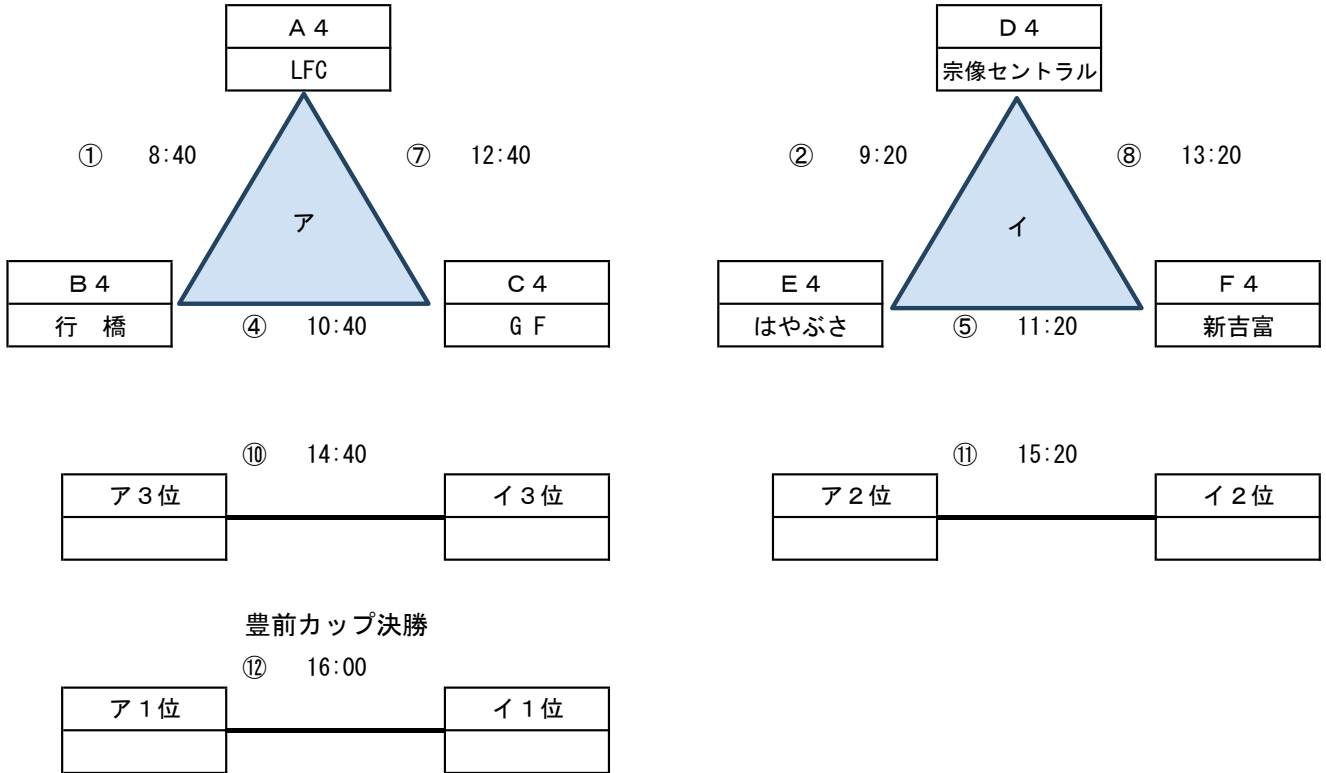 Ａ４
LFC
Ｄ４
宗像セントラル
① 8:40
⑦ 12:40
② 9:20
⑧ 13:20
ア
イ
Ｂ４
行　橋
④ 10:40
Ｃ４
ＧＦ
Ｅ４
はやぶさ
⑤ 11:20
Ｆ４
新吉富
⑩ 14:40
ア３位
イ３位
⑪ 15:20
ア２位
イ２位
豊前カップ決勝
⑫ 16:00
ア１位
イ１位